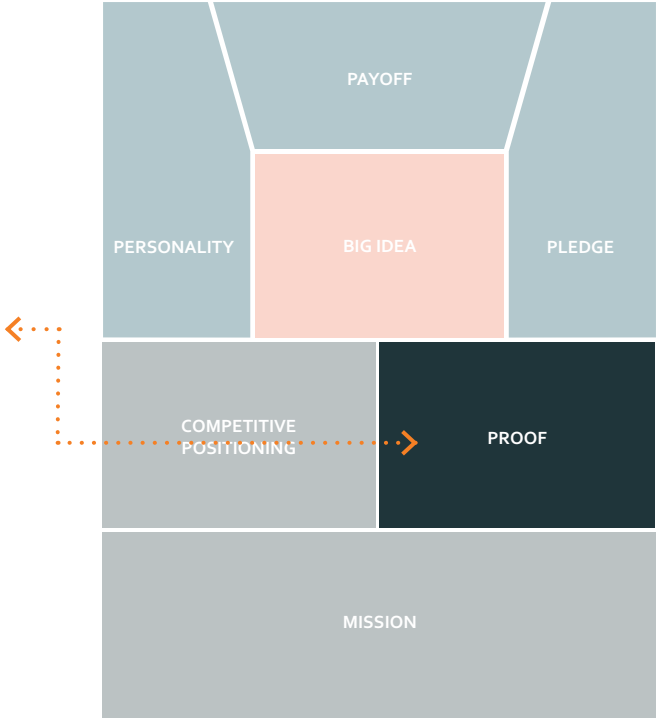 PAYOFF
PERSONALITY
BIG IDEA
PLEDGE
COMPETITIVE
POSITIONING
PROOF
MISSION